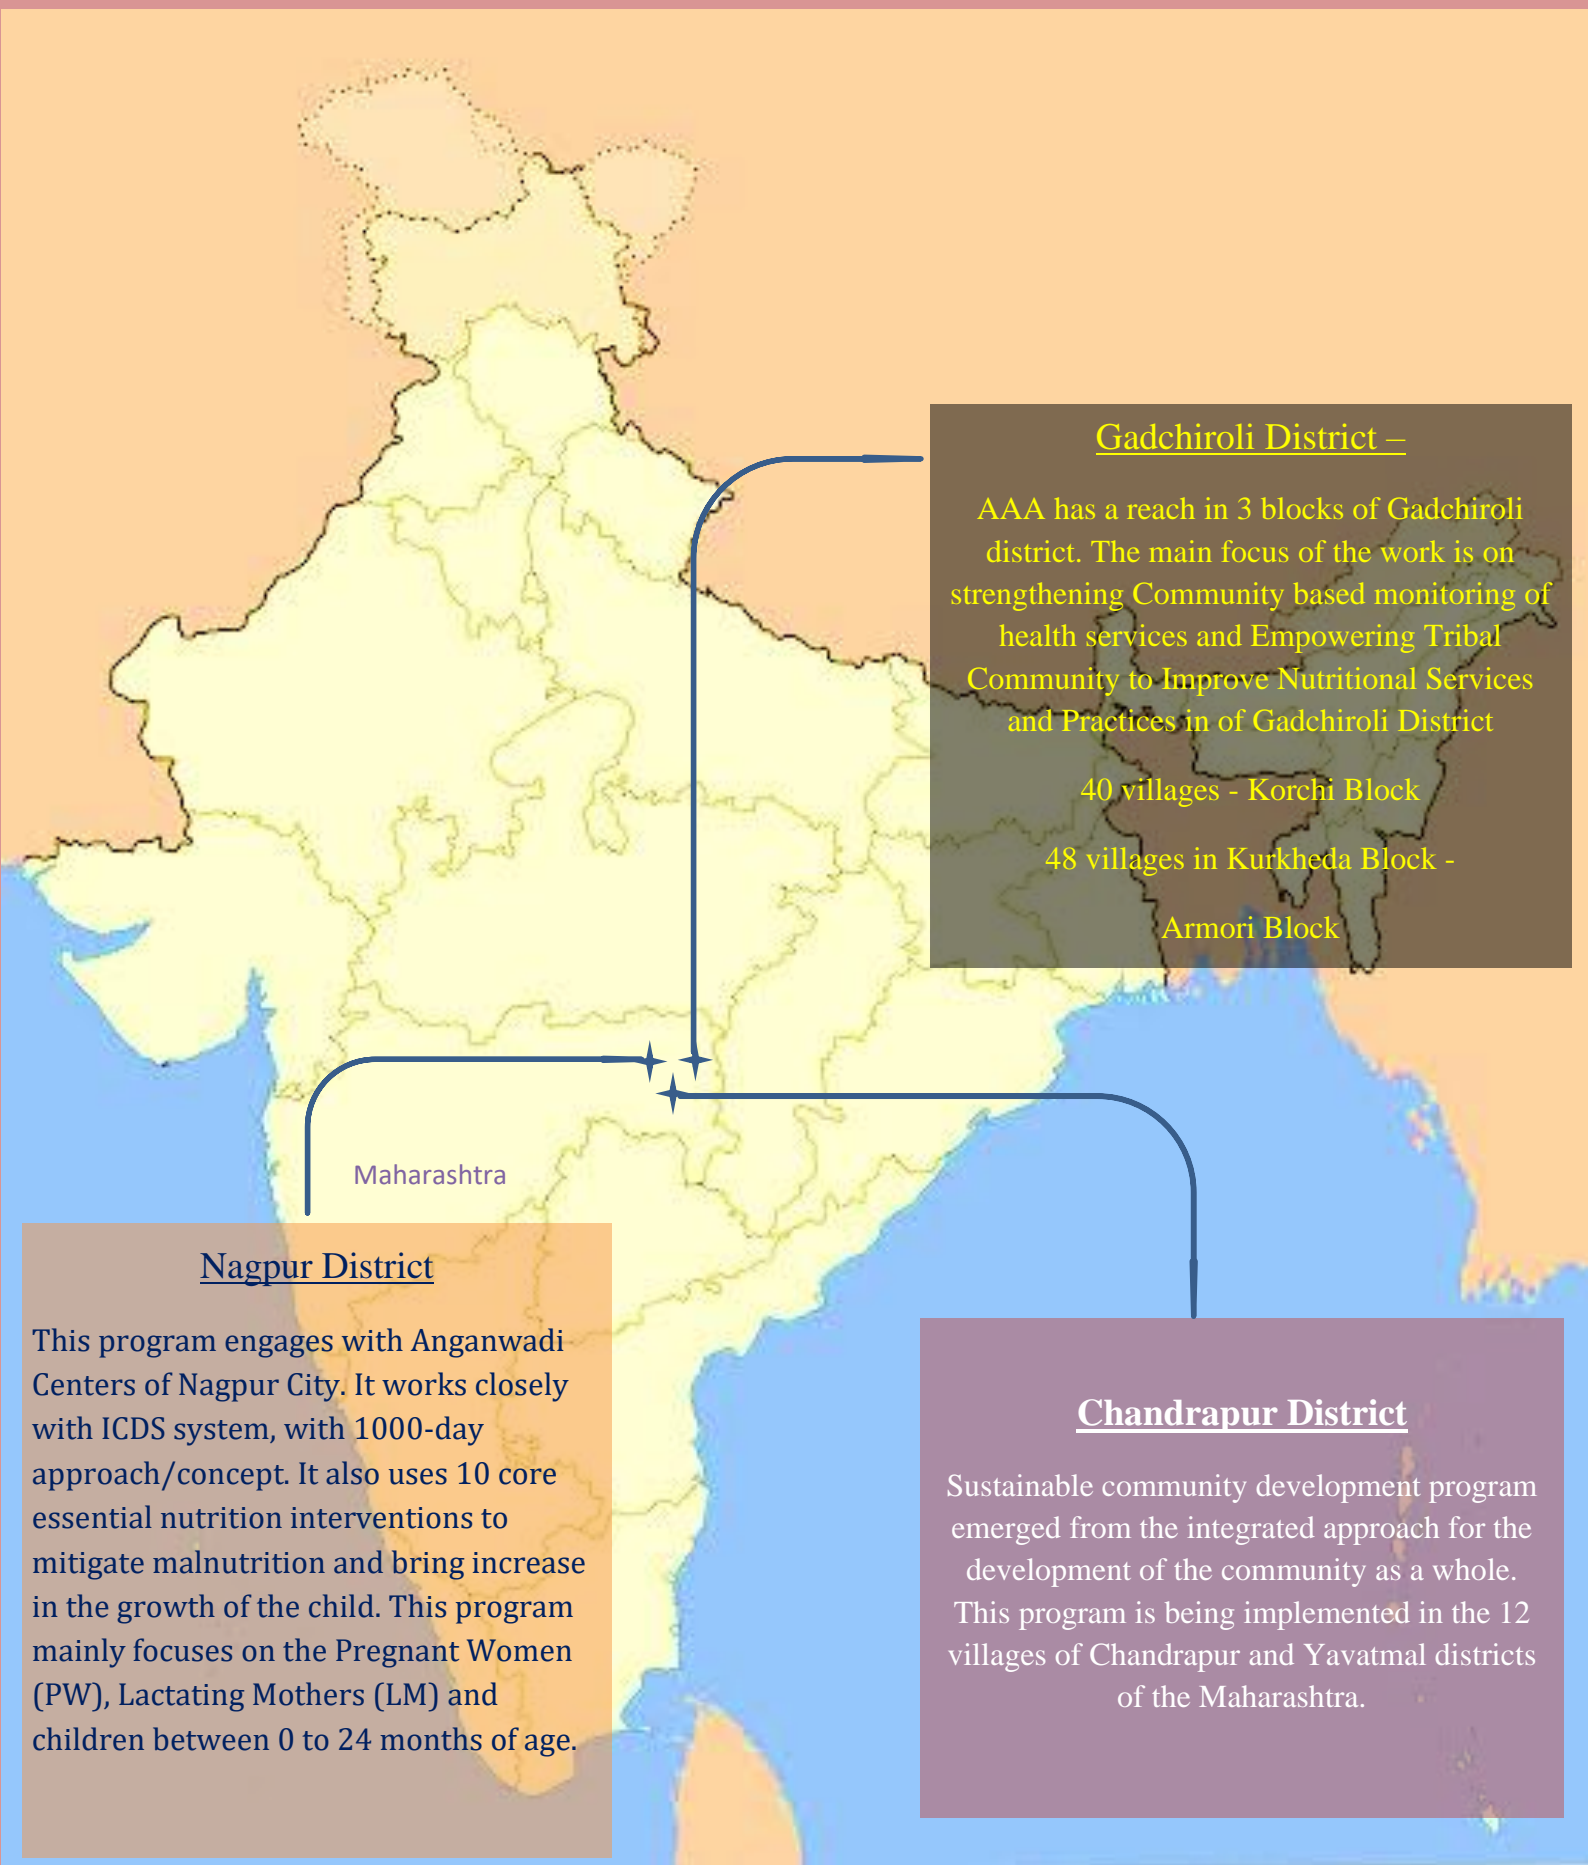 Gadchiroli District –
AAA has a reach in 3 blocks of Gadchiroli
district. The main focus of the work is on
strengthening Community based monitoring of
health services and Empowering Tribal
Community to Improve Nutritional Services
and Practices in of Gadchiroli District
40 villages - Korchi Block
48 villages in Kurkheda Block -
Armori Block
Maharashtra
Nagpur District
This program engages with Anganwadi
Centers of Nagpur City. It works closely
with ICDS system, with 1000-day
approach/concept. It also uses 10 core
essential nutrition interventions to
mitigate malnutrition and bring increase
in the growth of the child. This program
mainly focuses on the Pregnant Women
(PW), Lactating Mothers (LM) and
children between 0 to 24 months of age.
Chandrapur District
Sustainable community development program
emerged from the integrated approach for the
development of the community as a whole.
This program is being implemented in the 12
villages of Chandrapur and Yavatmal districts
of the Maharashtra.